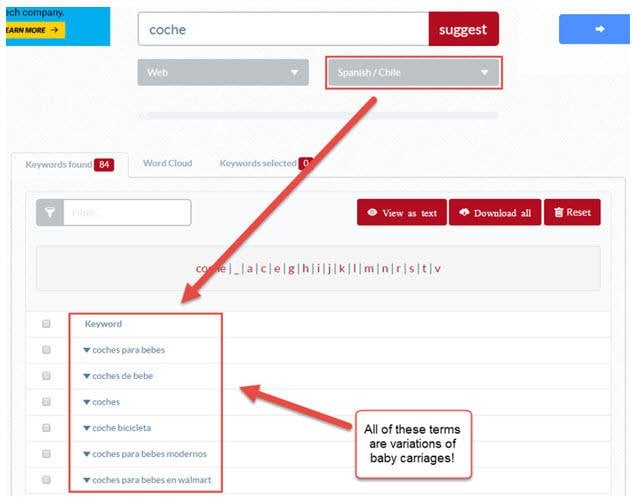 ech company.
EARN MORE →
coche
suggest
Web
Spanish / Chile
Keywords found 84
Word Cloud
Keywords selected 0
Filter...
View as text
Download all
Reset
coche|_|a|c|e|g|h|i|j|k|l|m|n|r|s|t|v
Keyword
coches para bebes
coches de bebe
coches
coche bicicleta
coches para bebes modernos
coches para bebes en walmart
All of these terms
are variations of
baby carriages!